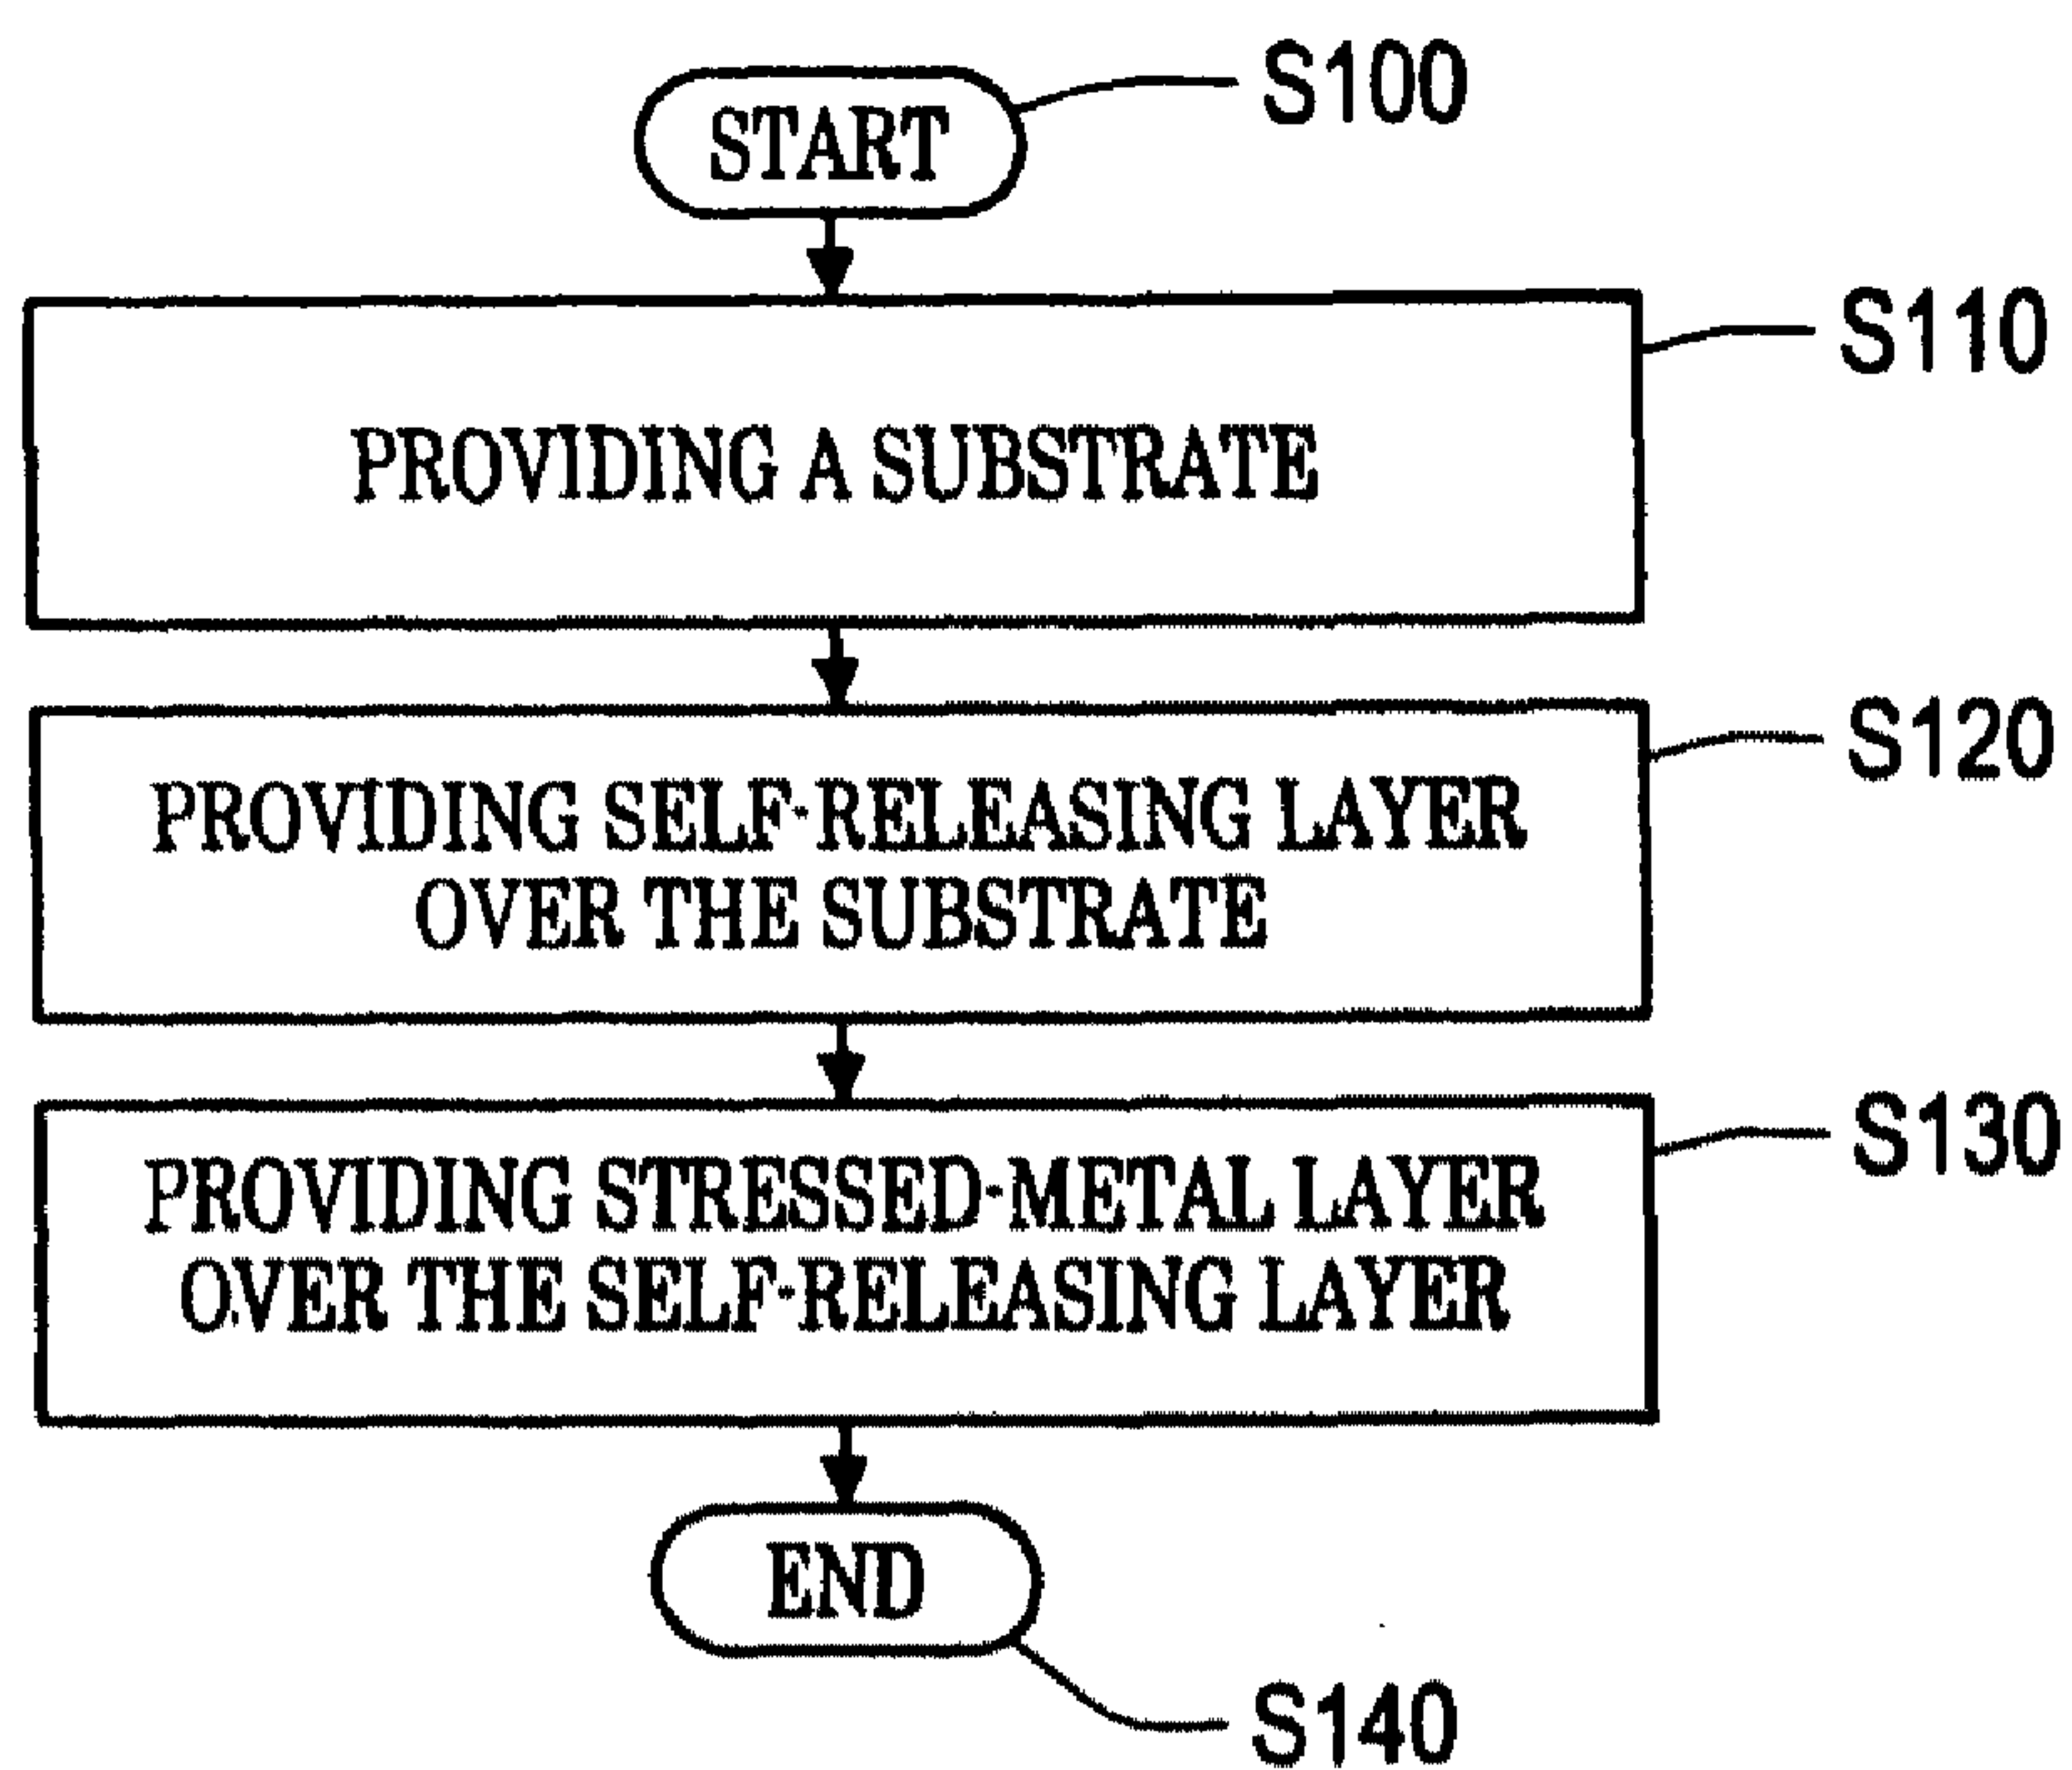 START
S100
PROVIDING A SUBSTRATE
S110
PROVIDING SELF-RELEASING LAYER
OVER THE SUBSTRATE
S120
PROVIDING STRESSED-METAL LAYER
OVER THE SELF-RELEASING LAYER
S130
END
S140